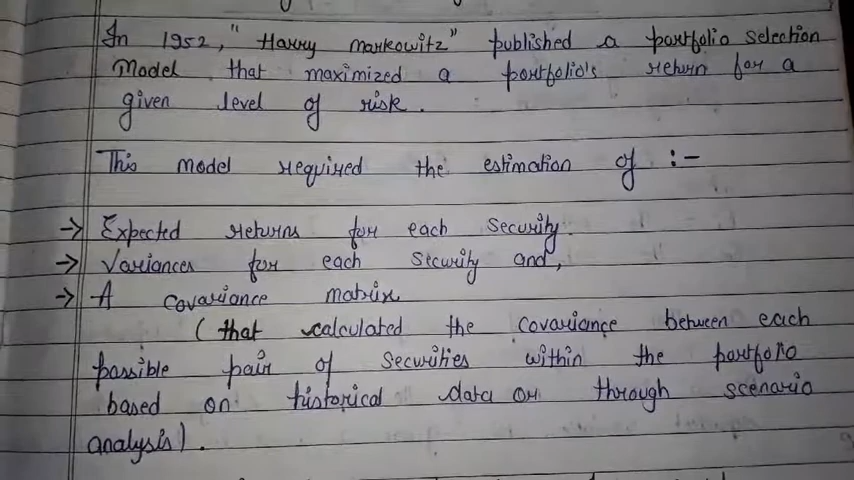 In 1952, "Harry Markowitz" published a portfolio selection
Model that maximized a portfolio's return for a
given level of risk.
This model required the estimation of :-
→ Expected returns for each security.
→ Variances for each security and,
→ A covariance matrix
(that calculated the covariance between each
possible pair of securities within the portfolio
based on historical data or through scenario
analysis).